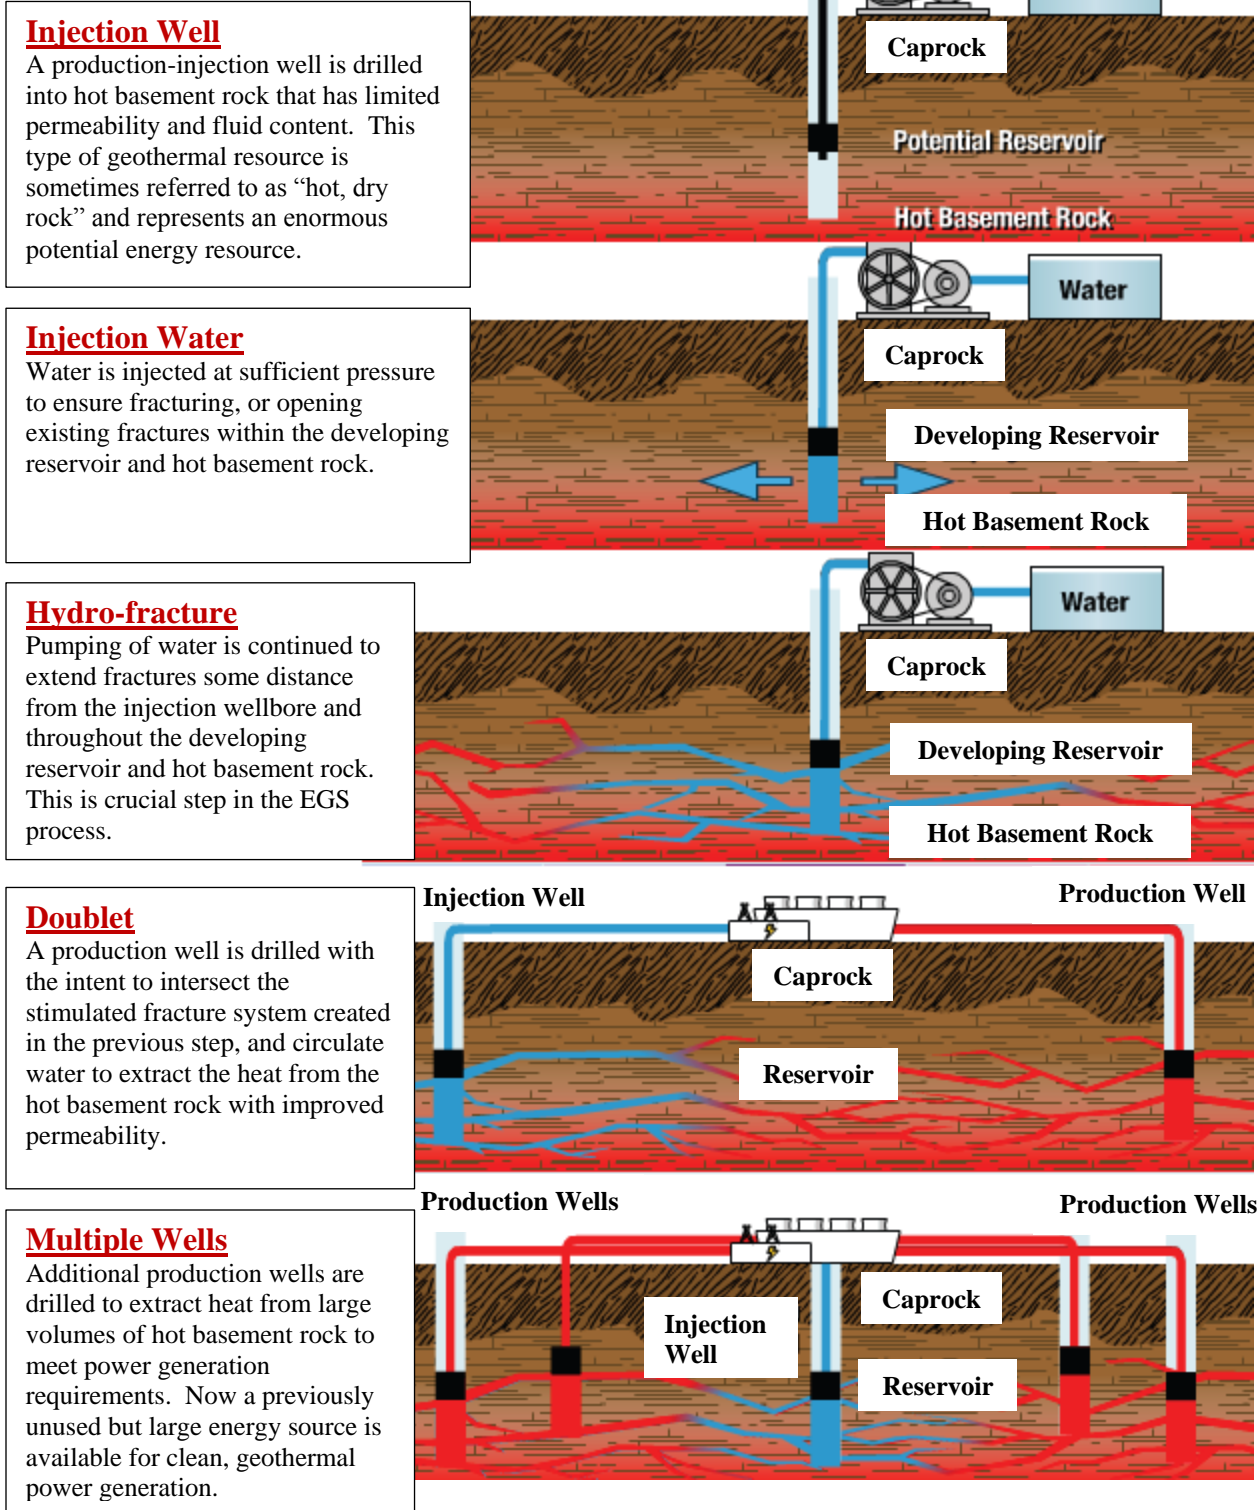 Injection Well
A production-injection well is drilled
into hot basement rock that has limited
permeability and fluid content.  This
type of geothermal resource is
sometimes referred to as “hot, dry
rock” and represents an enormous
potential energy resource.
Caprock
Potential Reservoir
Hot Basement Rock
Injection Water
Water is injected at sufficient pressure
to ensure fracturing, or opening
existing fractures within the developing
reservoir and hot basement rock.
Water
Caprock
Developing Reservoir
Hot Basement Rock
Hydro-fracture
Pumping of water is continued to
extend fractures some distance
from the injection wellbore and
throughout the developing
reservoir and hot basement rock.
This is crucial step in the EGS
process.
Water
Caprock
Developing Reservoir
Hot Basement Rock
Doublet
A production well is drilled with
the intent to intersect the
stimulated fracture system created
in the previous step, and circulate
water to extract the heat from the
hot basement rock with improved
permeability.
Injection Well
Production Well
Caprock
Reservoir
Multiple Wells
Additional production wells are
drilled to extract heat from large
volumes of hot basement rock to
meet power generation
requirements.  Now a previously
unused but large energy source is
available for clean, geothermal
power generation.
Production Wells
Production Wells
Caprock
Injection
Well
Reservoir